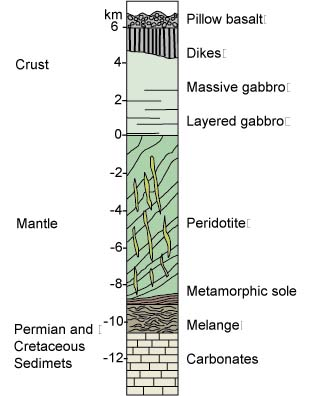 km
6
4
2
0
-2
-4
-6
-8
-10
-12
Crust
Mantle
Permian and
Cretaceous
Sedimets
Pillow basalt
Dikes
Massive gabbro
Layered gabbro
Peridotite
Metamorphic sole
Melange
Carbonates